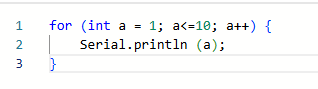 1 for (int a = 1; a<=10; a++) {
2     Serial.println (a);
3 }